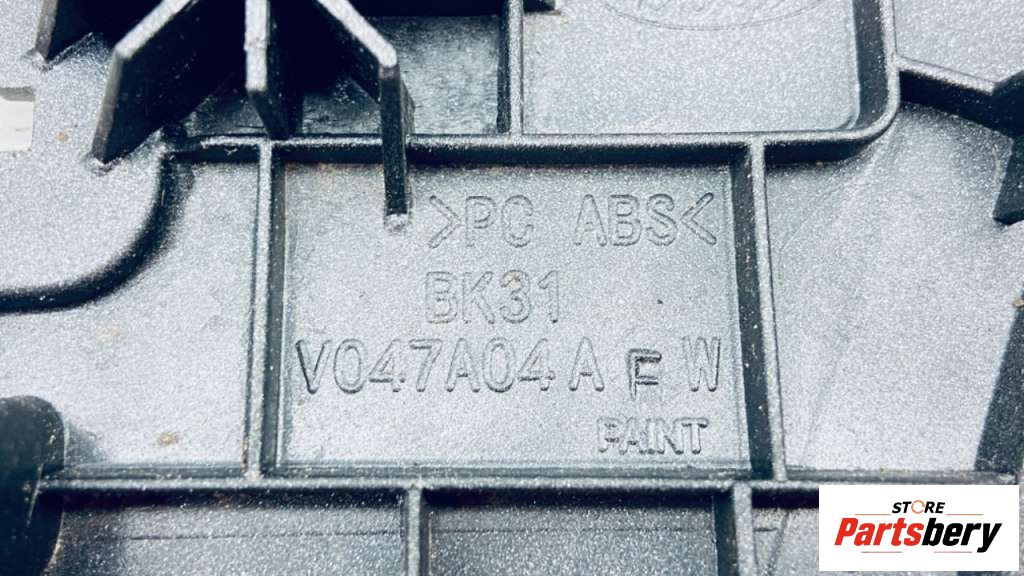 >PC ABS<
BK31
V047A04 A F W
PAINT
STORE
Partsbery